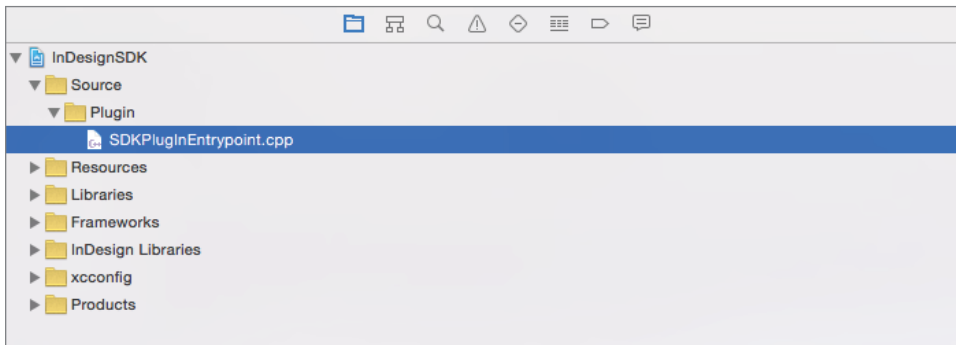 InDesignSDK
Source
Plugin
SDKPlugInEntrypoint.cpp
Resources
Libraries
Frameworks
InDesign Libraries
xcconfig
Products